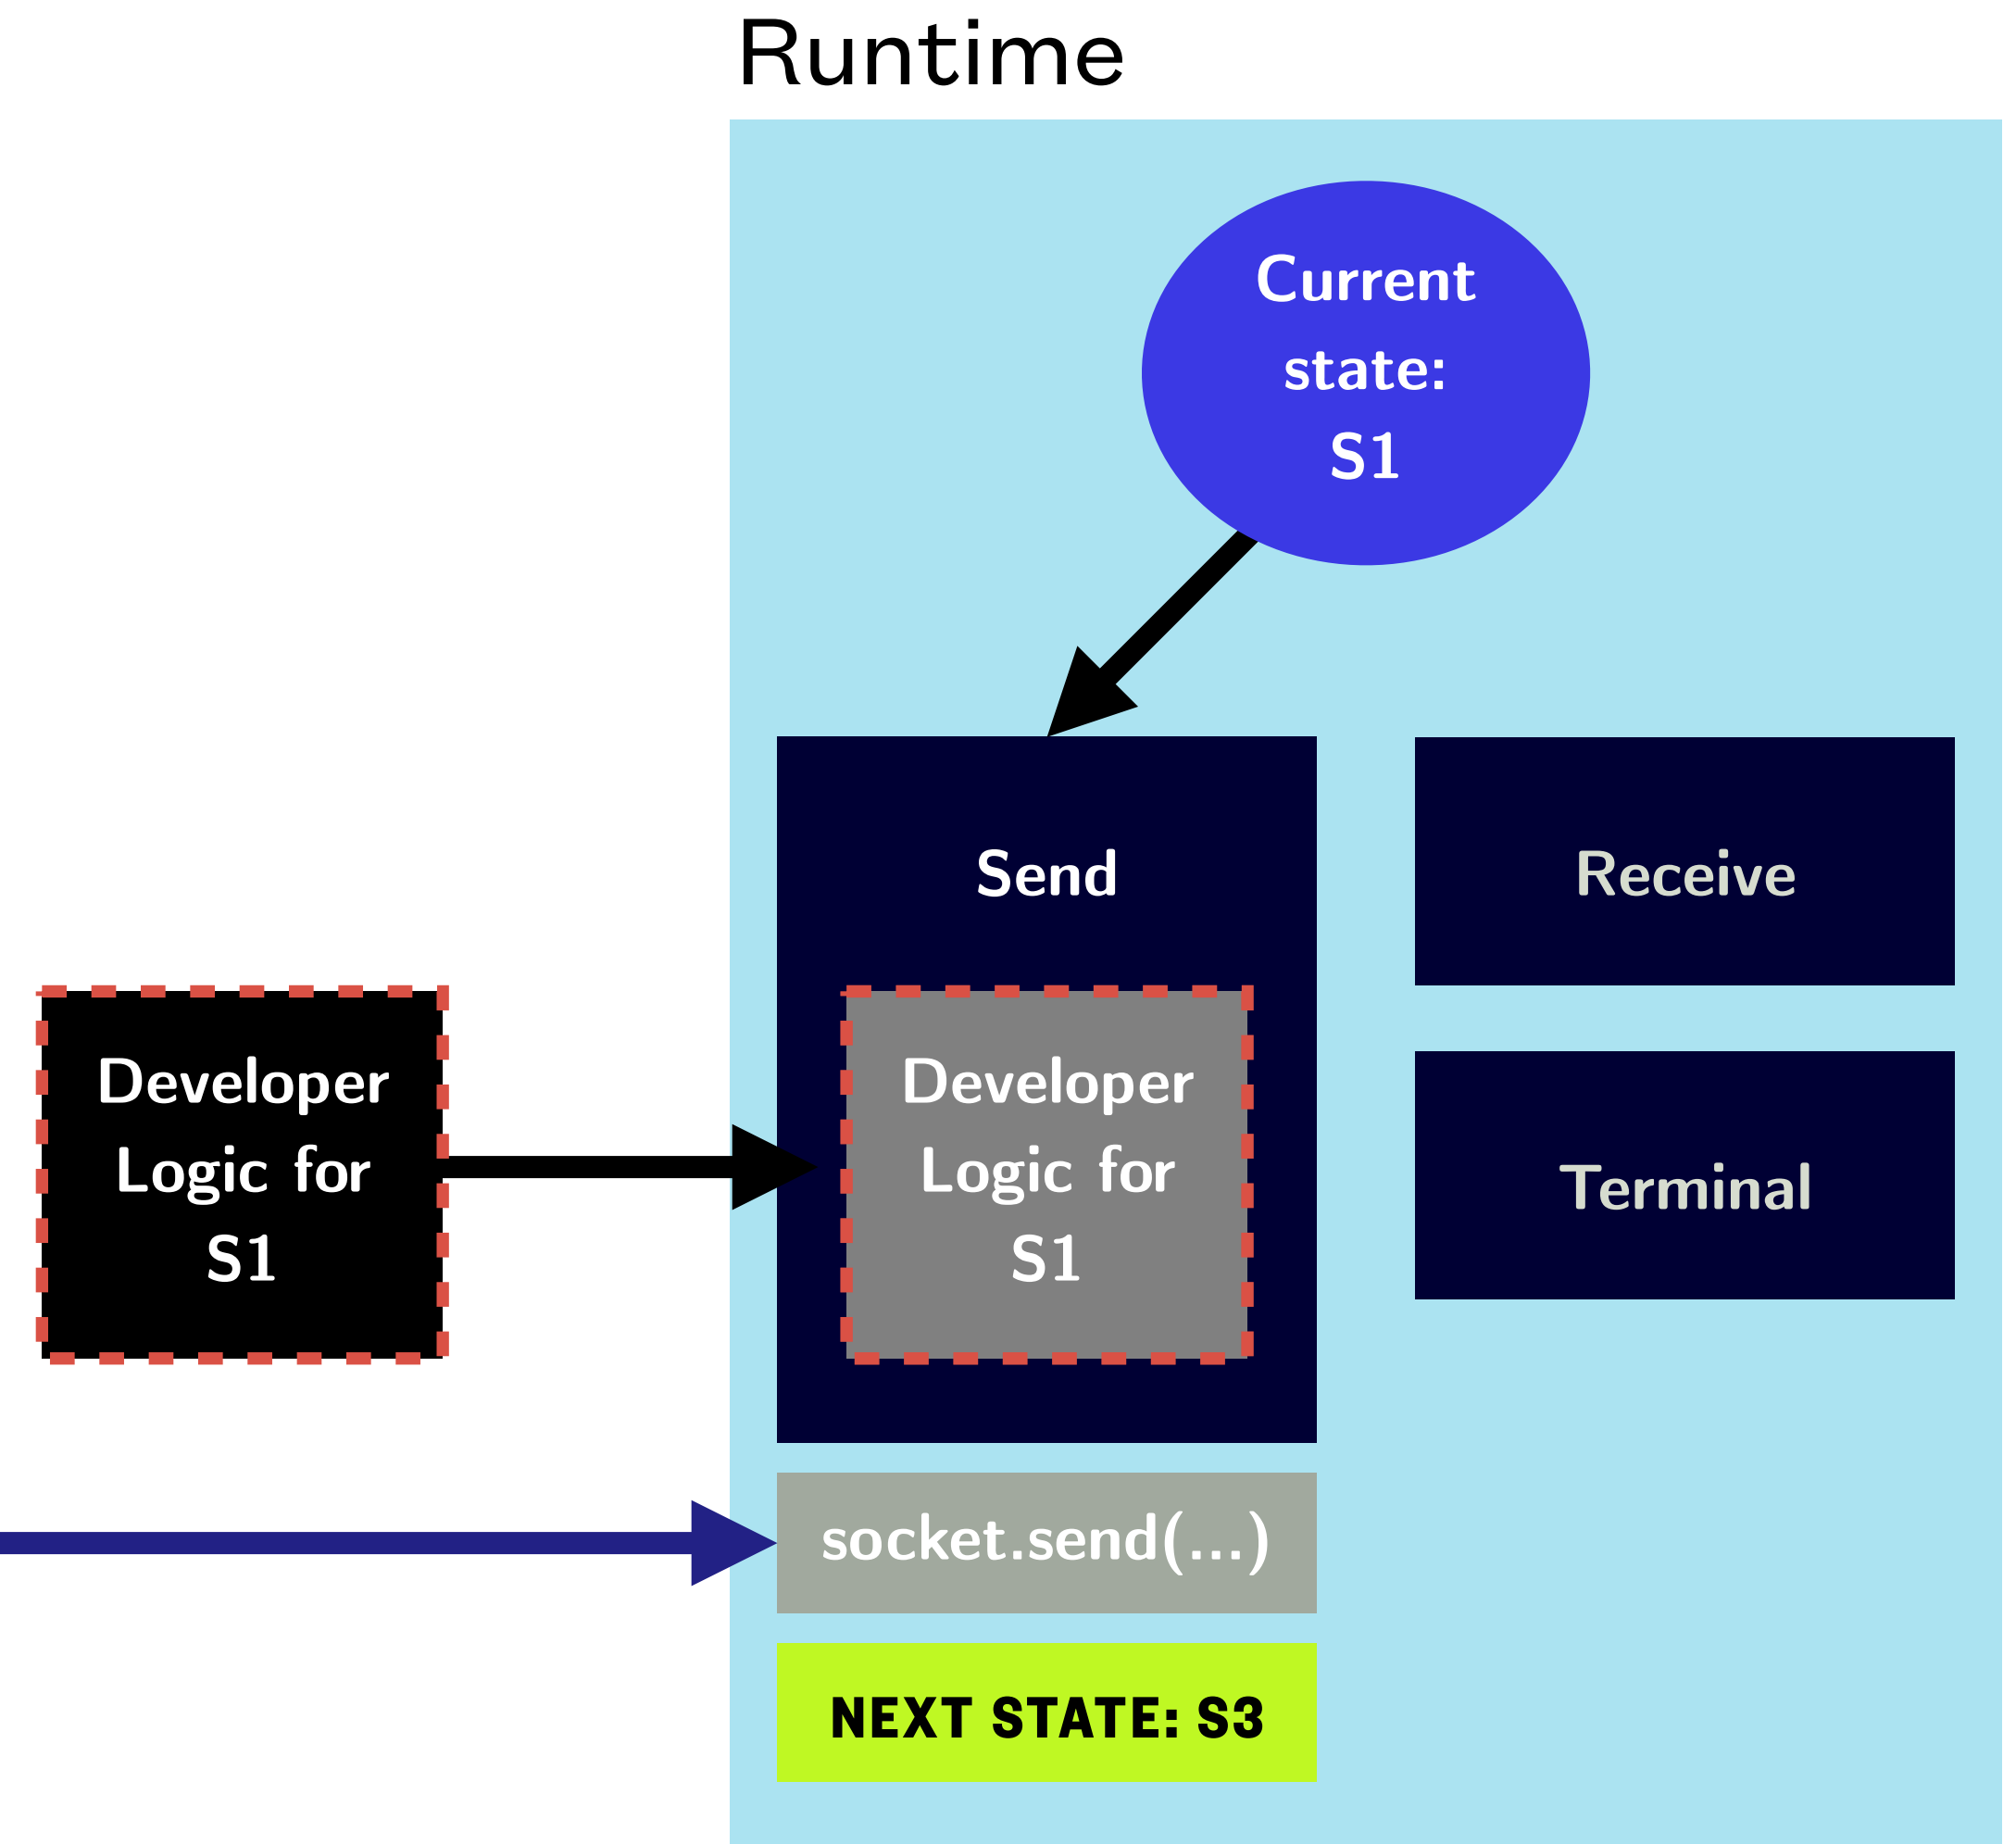 Runtime
Current
state:
S1
Send
Receive
Developer
Logic for
S1
Developer
Logic for
S1
Terminal
socket.send(...)
NEXT STATE: S3